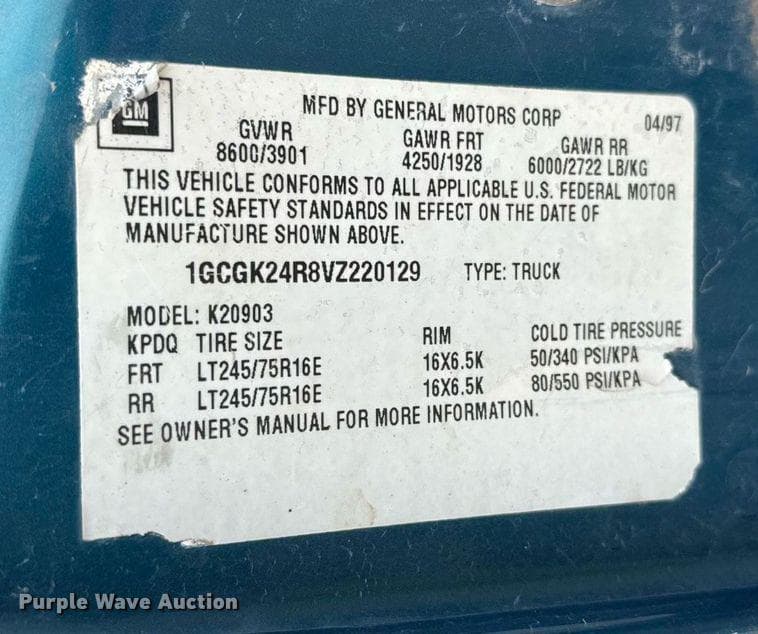 GM
MFD BY GENERAL MOTORS CORP 04/97
GVWR GAWR FRT GAWR RR
8600/3901 4250/1928 6000/2722 LB/KG
THIS VEHICLE CONFORMS TO ALL APPLICABLE U.S. FEDERAL MOTOR
VEHICLE SAFETY STANDARDS IN EFFECT ON THE DATE OF
MANUFACTURE SHOWN ABOVE.
1GCGK24R8VZ220129 TYPE: TRUCK
MODEL: K20903
KPDQ TIRE SIZE RIM COLD TIRE PRESSURE
FRT LT245/75R16E 16X6.5K 50/340 PSI/KPA
RR LT245/75R16E 16X6.5K 80/550 PSI/KPA
SEE OWNER'S MANUAL FOR MORE INFORMATION.
Purple Wave Auction